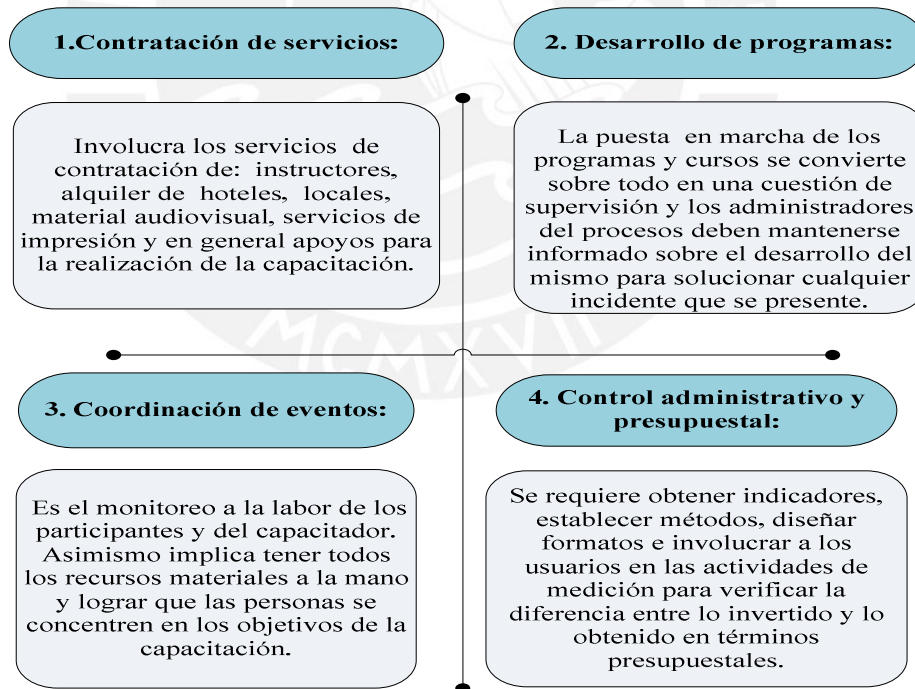 1.Contratación de servicios:
Involucra los servicios de
contratación de: instructores,
alquiler de hoteles, locales,
material audiovisual, servicios de
impresión y en general apoyos para
la realización de la capacitación.
2. Desarrollo de programas:
La puesta en marcha de los
programas y cursos se convierte
sobre todo en una cuestión de
supervisión y los administradores
del procesos deben mantenerse
informado sobre el desarrollo del
mismo para solucionar cualquier
incidente que se presente.
MCMXVII
3. Coordinación de eventos:
Es el monitoreo a la labor de los
participantes y del capacitador.
Asimismo implica tener todos
los recursos materiales a la mano
y lograr que las personas se
concentren en los objetivos de la
capacitación.
4. Control administrativo y
presupuestal:
Se requiere obtener indicadores,
establecer métodos, diseñar
formatos e involucrar a los
usuarios en las actividades de
medición para verificar la
diferencia entre lo invertido y lo
obtenido en términos
presupuestales.